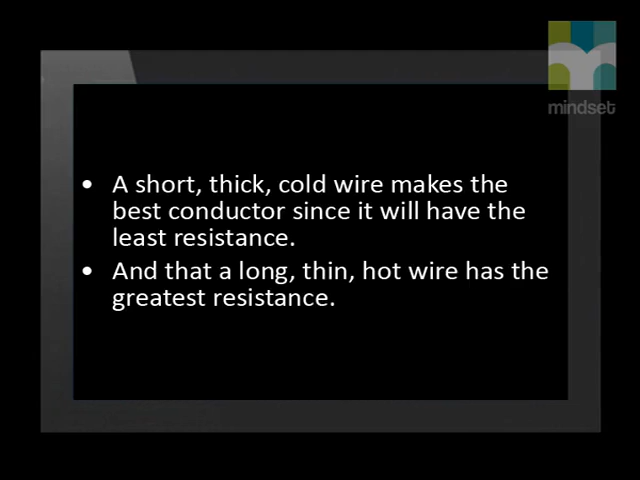 mindset
• A short, thick, cold wire makes the
best conductor since it will have the
least resistance.
• And that a long, thin, hot wire has the
greatest resistance.